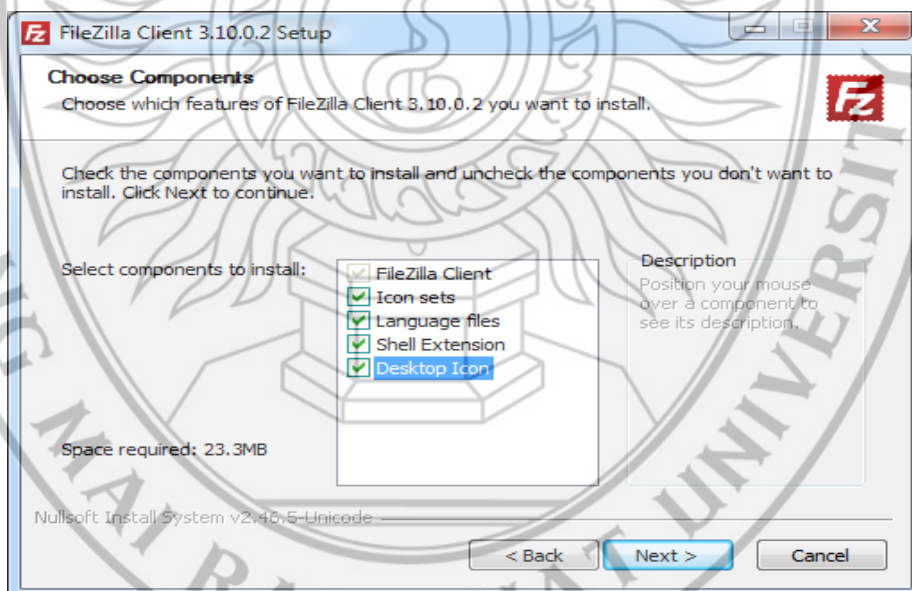 FileZilla Client 3.10.0.2 Setup
Choose Components
Choose which features of FileZilla Client 3.10.0.2 you want to install.
Fz
Check the components you want to install and uncheck the components you don't want to
install. Click Next to continue.
Select components to install:
FileZilla Client
Icon sets
Language files
Shell Extension
Desktop Icon
Description
Position your mouse
over a component to
see its description.
Space required: 23.3MB
Nullsoft Install System v2.46.5-Unicode
< Back
Next >
Cancel
MAI
UNIVERSITY